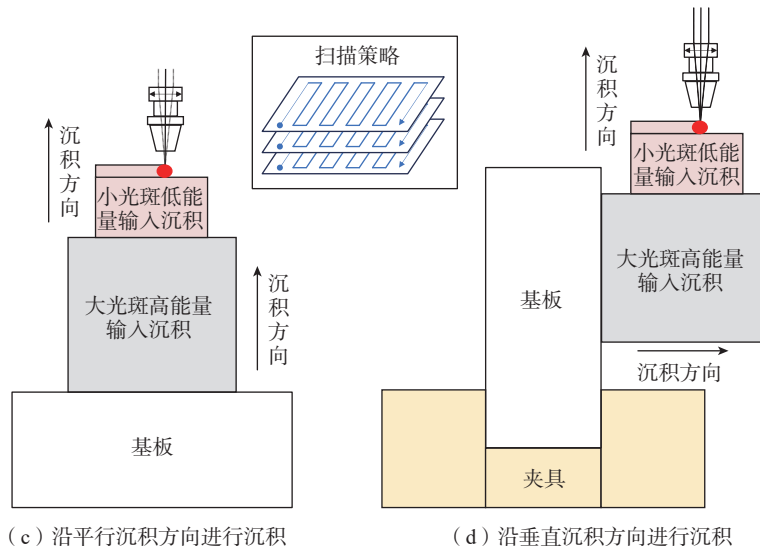 扫描策略
沉积方向
小光斑低能
量输入沉积
大光斑高能量
输入沉积
沉积方向
基板
（c）沿平行沉积方向进行沉积
沉积方向
小光斑低能
量输入沉积
大光斑高能量
输入沉积
基板
沉积方向
夹具
（d）沿垂直沉积方向进行沉积